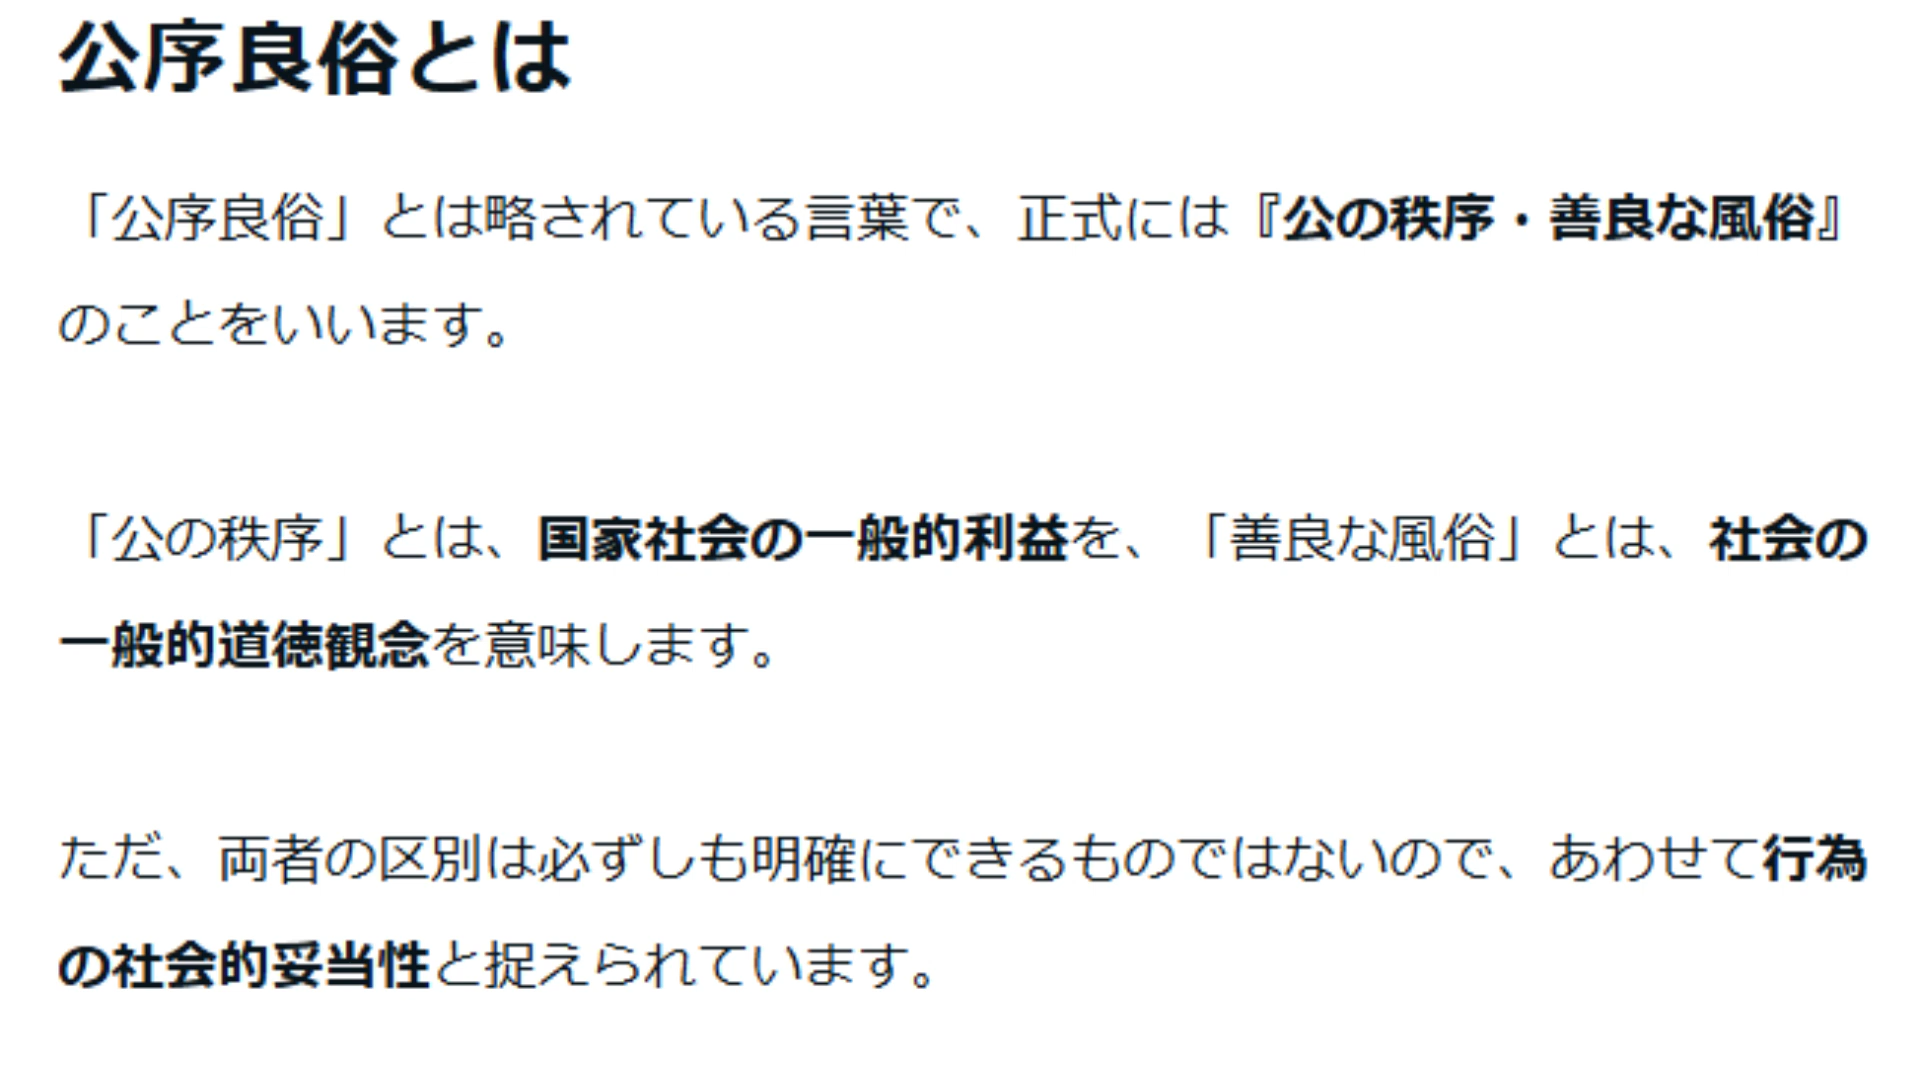 公序良俗とは
「公序良俗」とは略されている言葉で、正式には『公の秩序・善良な風俗』
のことをいいます。
「公の秩序」とは、国家社会の一般的利益を、「善良な風俗」とは、社会の
一般的道徳観念を意味します。
ただ、両者の区別は必ずしも明確にできるものではないので、あわせて行為
の社会的妥当性と捉えられています。